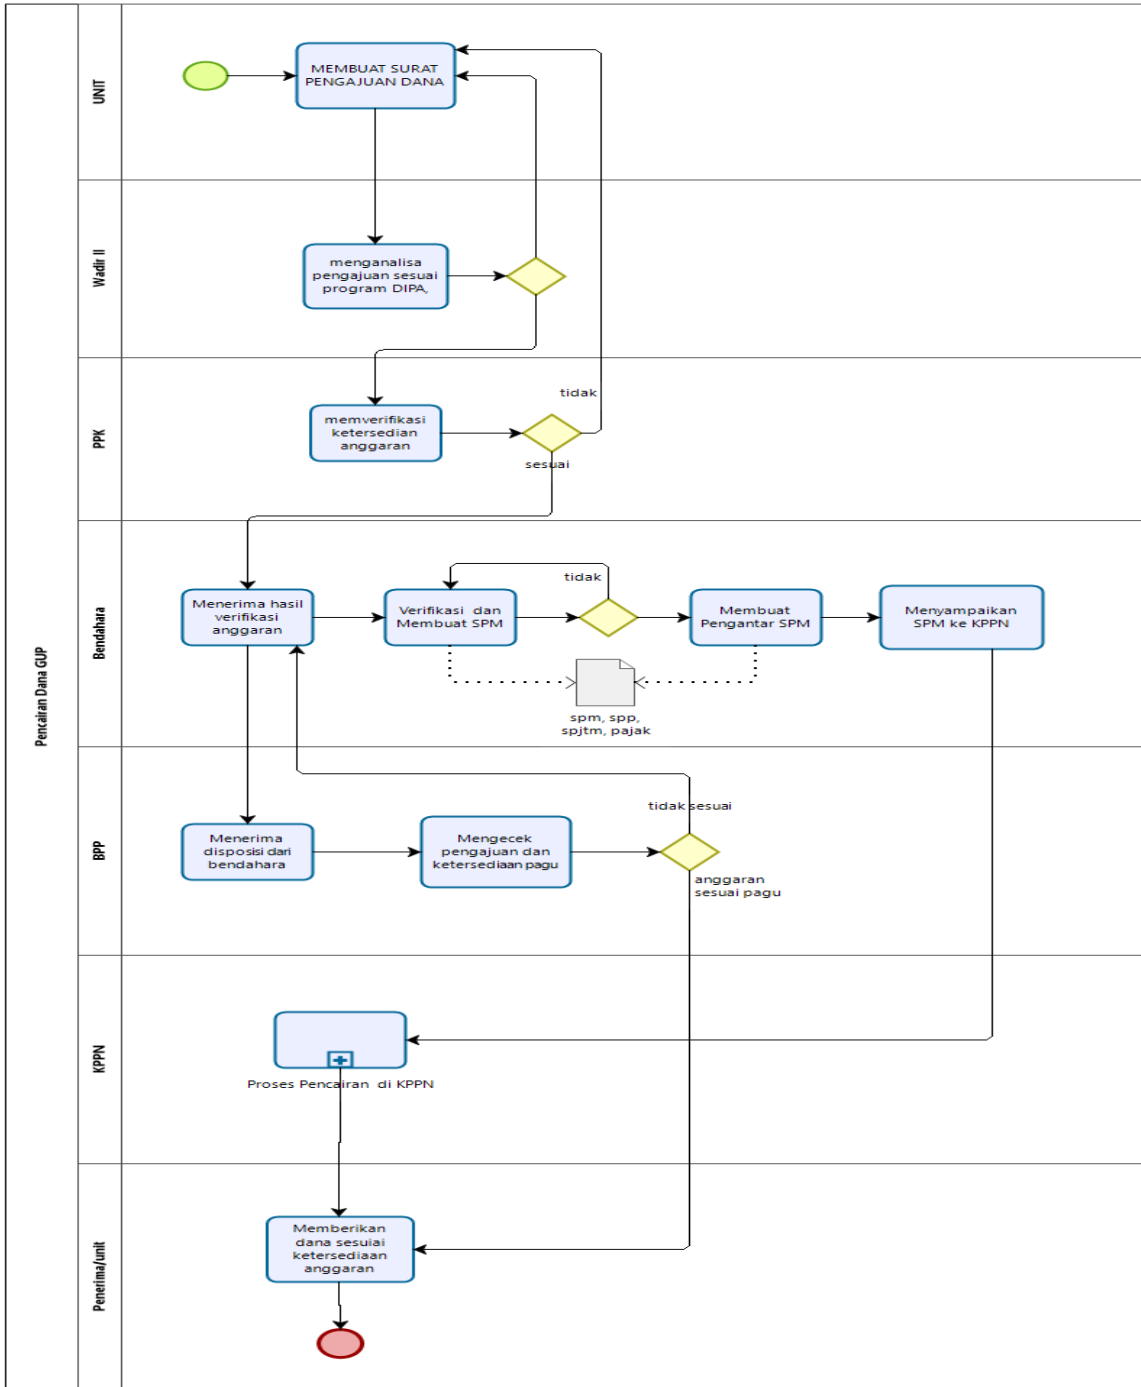 Pencairan Dana GUP
UNIT
MEMBUAT SURAT
PENGAJUAN DANA
Wadir II
menganalisa
pengajuan sesuai
program DIPA,
PPK
memverifikasi
ketersedian
anggaran
tidak
sesuai
Bendahara
Menerima hasil
verifikasi
anggaran
Verifikasi dan
Membuat SPM
tidak
Membuat
Pengantar SPM
Menyampaikan
SPM ke KPPN
spm, spp,
spjtm, pajak
BPP
Menerima
disposisi dari
bendahara
Mengecek
pengajuan dan
ketersediaan pagu
tidak sesuai
anggaran
sesuai pagu
KPPN
Proses Pencairan di KPPN
Penerima/unit
Memberikan
dana sesuiai
ketersediaan
anggaran